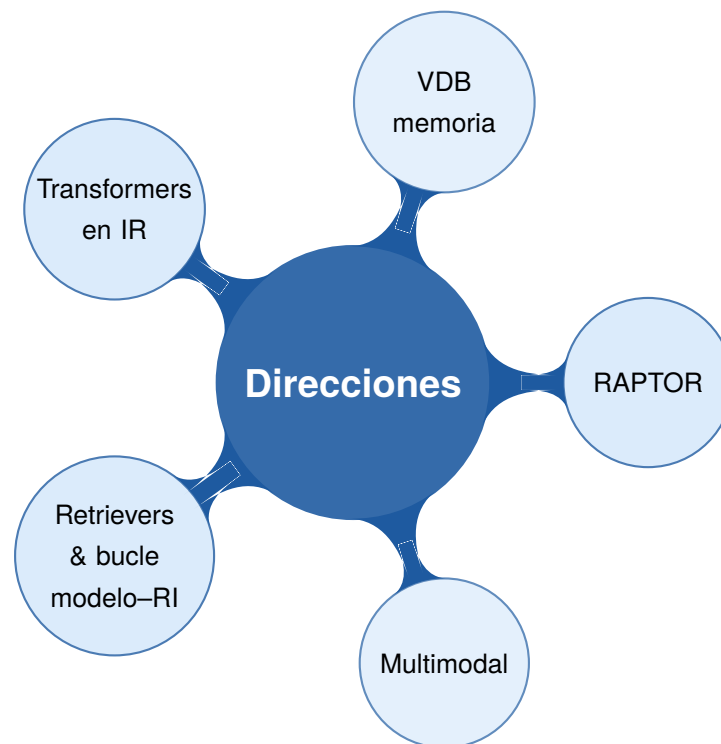 VDB
memoria
Transformers
en IR
Direcciones
RAPTOR
Retrievers
& bucle
modelo–RI
Multimodal